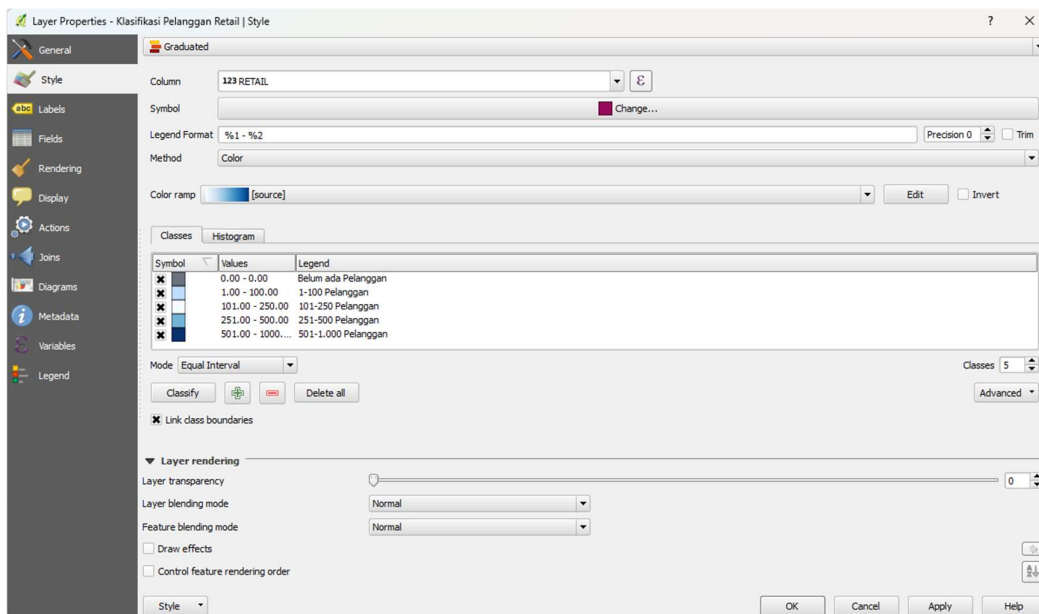 Layer Properties - Klasifikasi Pelanggan Retail | Style
? X
General
Style
Labels
Fields
Rendering
Display
Actions
Joins
Diagrams
Metadata
Variables
Legend
Graduated
Column 123 RETAIL ε
Symbol Change...
Legend Format %1 - %2 Precision 0 Trim
Method Color
Color ramp [source] Edit Invert
Classes Histogram
Symbol Values Legend
0.00 - 0.00 Belum ada Pelanggan
1.00 - 100.00 1-100 Pelanggan
101.00 - 250.00 101-250 Pelanggan
251.00 - 500.00 251-500 Pelanggan
501.00 - 1000.... 501-1.000 Pelanggan
Mode Equal Interval Classes 5
Classify Delete all Advanced
Link class boundaries
Layer rendering
Layer transparency 0
Layer blending mode Normal
Feature blending mode Normal
Draw effects
Control feature rendering order
Style OK Cancel Apply Help